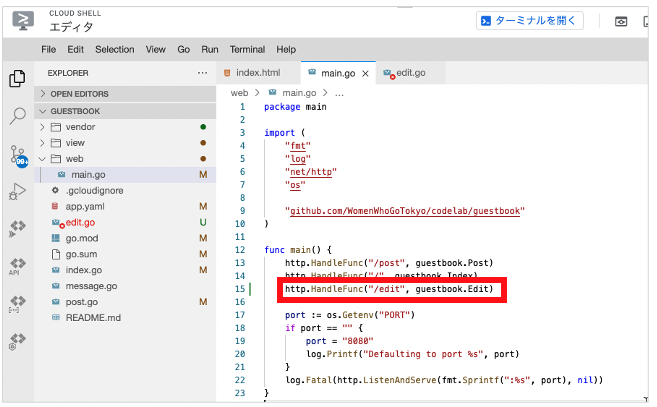 CLOUD SHELL
エディタ
ターミナルを開く
File Edit Selection View Go Run Terminal Help
EXPLORER
OPEN EDITORS
GUESTBOOK
vendor
view
web
main.go M
.gcloudignore
app.yaml M
edit.go U
go.mod M
go.sum M
index.go M
message.go
post.go M
README.md
99+
API
index.html main.go × edit.go
web > main.go > ...
1 package main
2
3 import (
4 "fmt"
5 "log"
6 "net/http"
7 "os"
8
9 "github.com/WomenWhoGoTokyo/codelab/guestbook"
10 )
11
12 func main() {
13 http.HandleFunc("/post", guestbook.Post)
14 http.HandleFunc("/", guestbook.Index)
15 http.HandleFunc("/edit", guestbook.Edit)
16
17 port := os.Getenv("PORT")
18 if port == "" {
19 port = "8080"
20 log.Printf("Defaulting to port %s", port)
21 }
22 log.Fatal(http.ListenAndServe(fmt.Sprintf(":%s", port), nil))
23 }